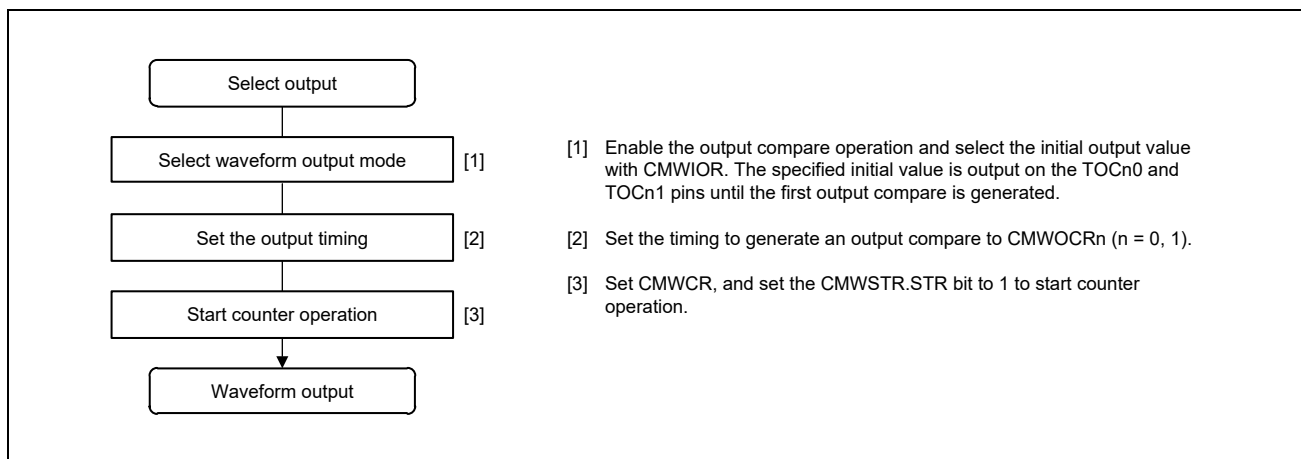 Select output
Select waveform output mode [1]
Set the output timing [2]
Start counter operation [3]
Waveform output
[1] Enable the output compare operation and select the initial output value
with CMWIOR. The specified initial value is output on the TOCn0 and
TOCn1 pins until the first output compare is generated.
[2] Set the timing to generate an output compare to CMWOCRn (n = 0, 1).
[3] Set CMWCR, and set the CMWSTR.STR bit to 1 to start counter
operation.